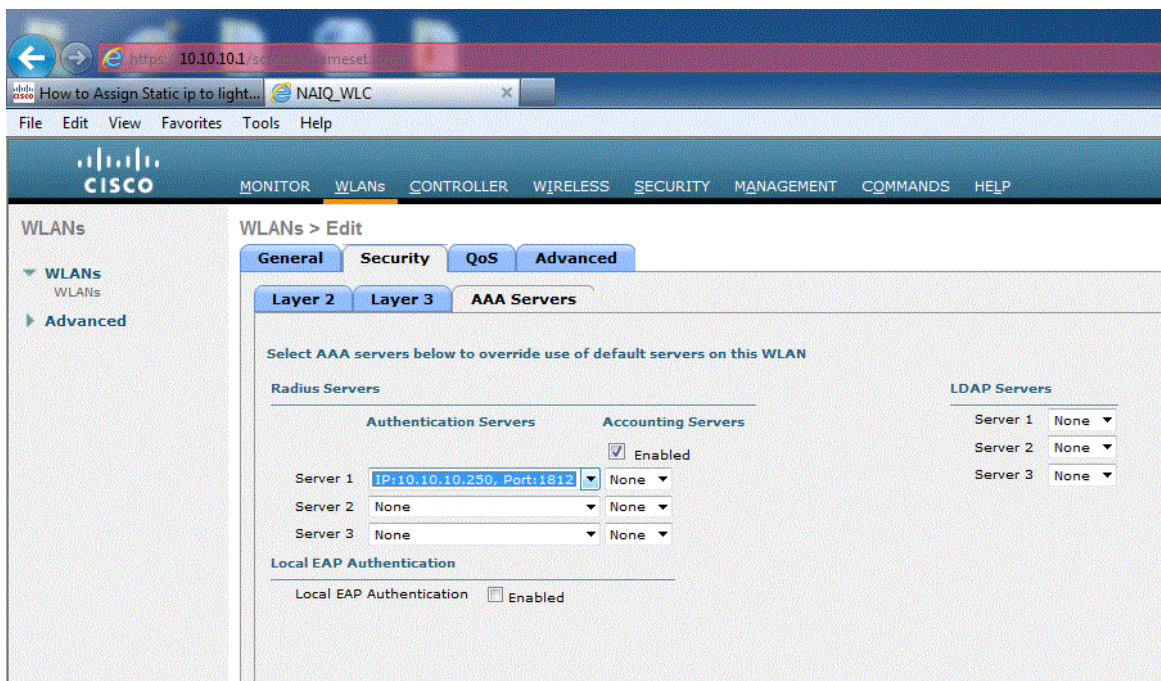 https 10.10.10.1/
How to Assign Static ip to light... NAIQ_WLC
File Edit View Favorites Tools Help
CISCO
MONITOR WLANs CONTROLLER WIRELESS SECURITY MANAGEMENT COMMANDS HELP
WLANs
WLANs
WLANs
Advanced
WLANs > Edit
General Security QoS Advanced
Layer 2 Layer 3 AAA Servers
Select AAA servers below to override use of default servers on this WLAN
Radius Servers LDAP Servers
Authentication Servers Accounting Servers
Enabled
Server 1 IP:10.10.10.250, Port:1812 None
Server 2 None None
Server 3 None None
Server 1 None
Server 2 None
Server 3 None
Local EAP Authentication
Local EAP Authentication Enabled